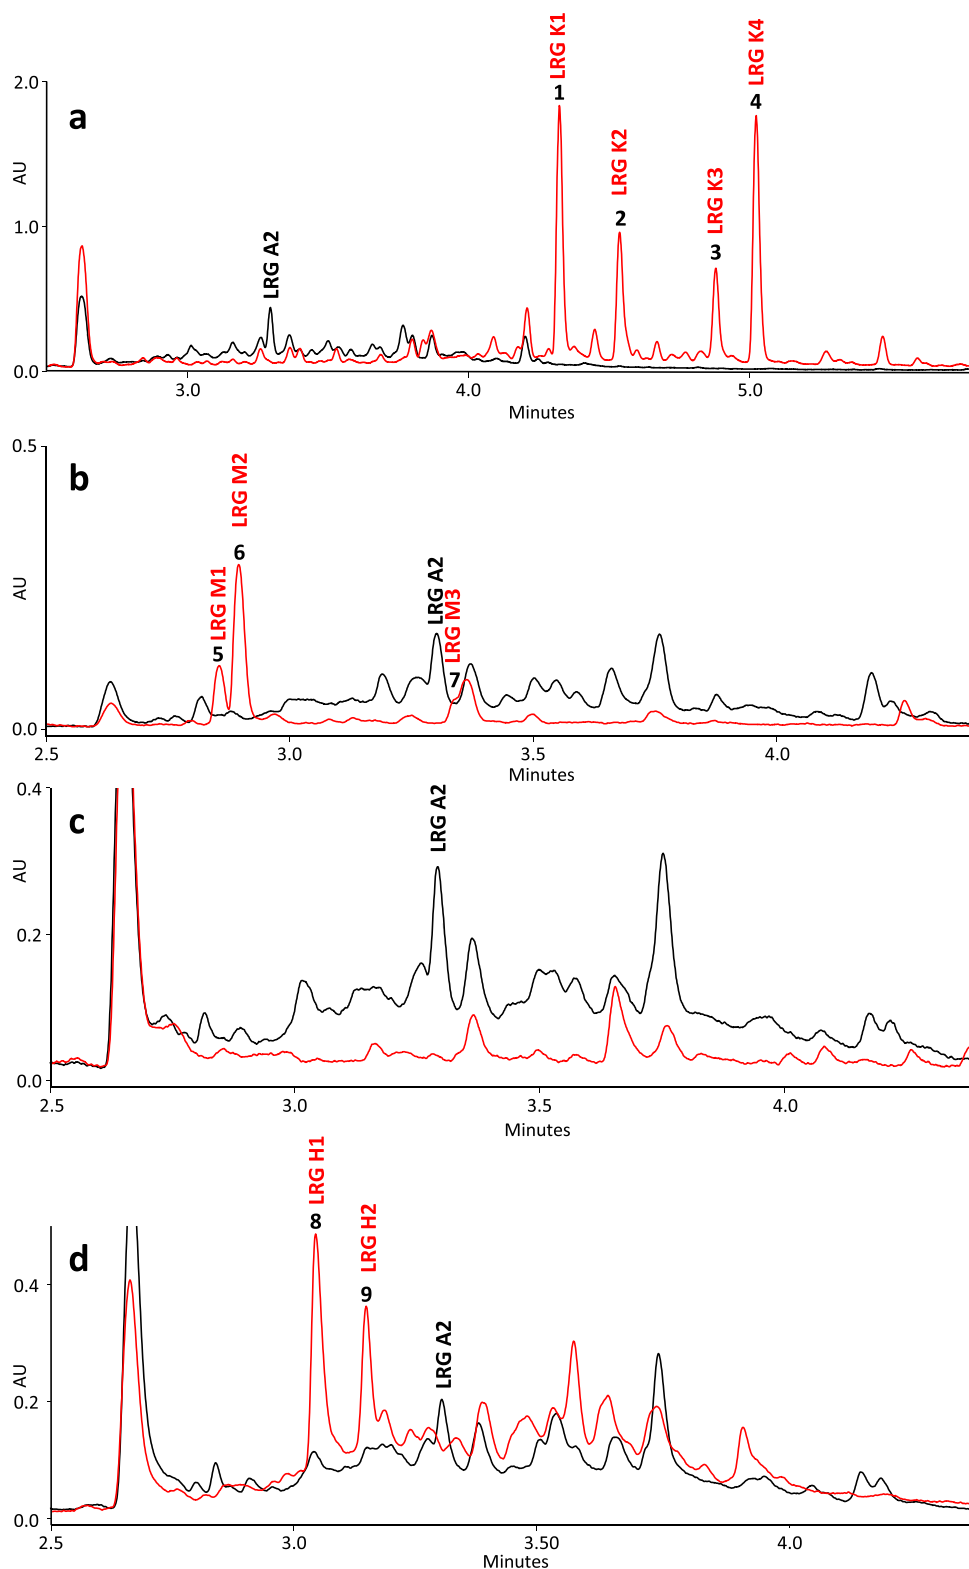 a
2.0
1.0
0.0
AU
LRG A2
LRG K1
1
LRG K2
2
LRG K3
3
LRG K4
4
3.0
4.0
5.0
Minutes
b
0.5
0.0
AU
LRG M1
5
LRG M2
6
LRG A2
LRG M3
7
2.5
3.0
3.5
4.0
Minutes
c
0.4
0.2
0.0
AU
LRG A2
2.5
3.0
3.5
4.0
Minutes
d
0.4
0.2
0.0
AU
LRG H1
8
LRG H2
9
LRG A2
2.5
3.0
3.50
4.0
Minutes